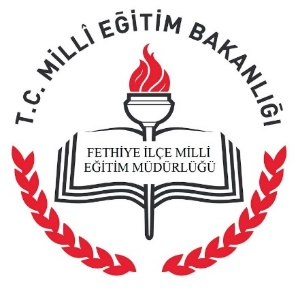 T.C. MİLLÎ EĞİTİM BAKANLIĞI
FETHİYE İLÇE MİLLİ
EĞİTİM MÜDÜRLÜĞÜ